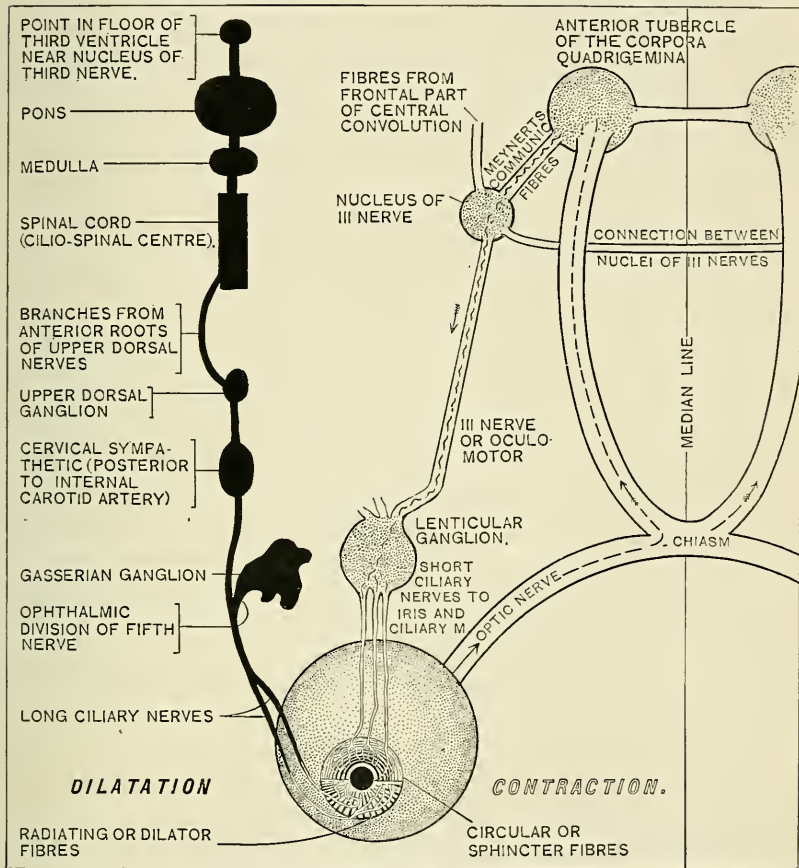 POINT IN FLOOR OF
THIRD VENTRICLE
NEAR NUCLEUS OF
THIRD NERVE.
PONS
MEDULLA
SPINAL CORD
(CILIO-SPINAL CENTRE).
BRANCHES FROM
ANTERIOR ROOTS
OF UPPER DORSAL
NERVES
UPPER DORSAL
GANGLION
CERVICAL SYMPA-
THETIC (POSTERIOR
TO INTERNAL
CAROTID ARTERY)
GASSERIAN GANGLION
OPHTHALMIC
DIVISION OF FIFTH
NERVE
LONG CILIARY NERVES
DILATATION
RADIATING OR DILATOR
FIBRES
ANTERIOR TUBERCLE
OF THE CORPORA
QUADRIGEMINA
FIBRES FROM
FRONTAL PART
OF CENTRAL
CONVOLUTION
MEYNERTS
COMMUNIC
FIBRES
NUCLEUS OF
III NERVE
CONNECTION BETWEEN
NUCLEI OF III NERVES
MEDIAN LINE
III NERVE
OR OCULO-
MOTOR
LENTICULAR
GANGLION.
CHIASM
SHORT
CILIARY
NERVES TO
IRIS AND
CILIARY M
OPTIC NERVE
CONTRACTION.
CIRCULAR OR
SPHINCTER FIBRES